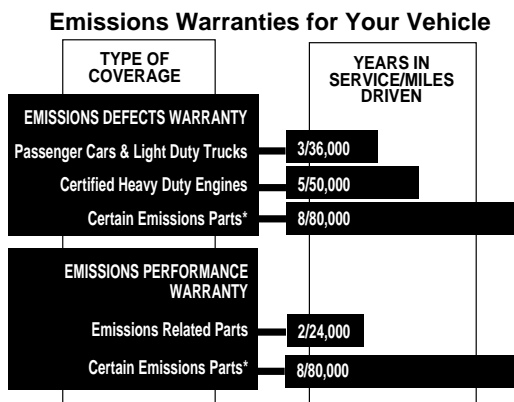 Emissions Warranties for Your Vehicle
TYPE OF
COVERAGE
YEARS IN
SERVICE/MILES
DRIVEN
EMISSIONS DEFECTS WARRANTY
Passenger Cars & Light Duty Trucks 3/36,000
Certified Heavy Duty Engines 5/50,000
Certain Emissions Parts* 8/80,000
EMISSIONS PERFORMANCE
WARRANTY
Emissions Related Parts 2/24,000
Certain Emissions Parts* 8/80,000